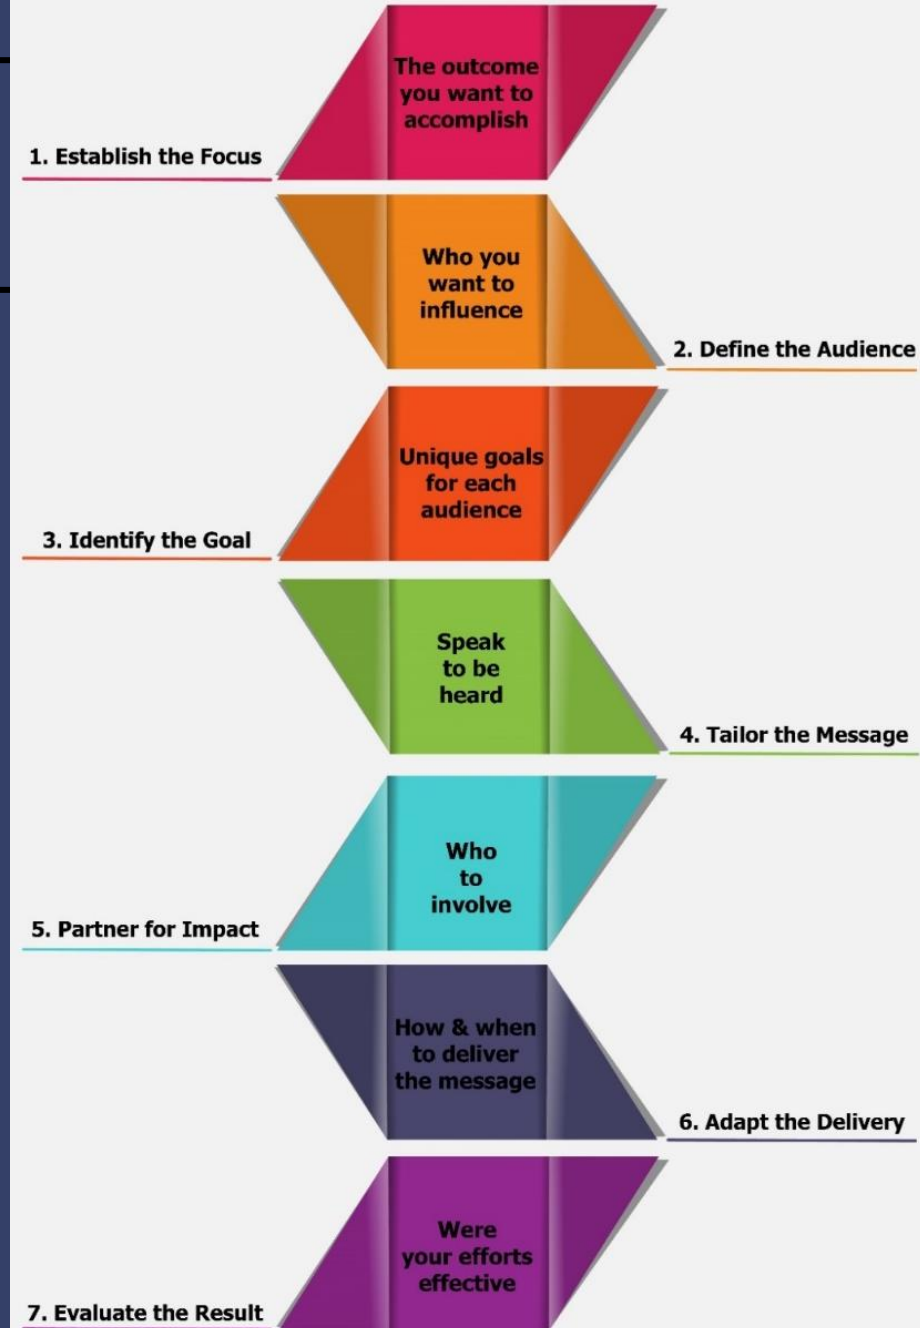 The outcome
you want to
accomplish
1. Establish the Focus
Who you
want to
influence
2. Define the Audience
Unique goals
for each
audience
3. Identify the Goal
Speak
to be
heard
4. Tailor the Message
Who
to
involve
5. Partner for Impact
How & when
to deliver
the message
6. Adapt the Delivery
Were
your efforts
effective
7. Evaluate the Result